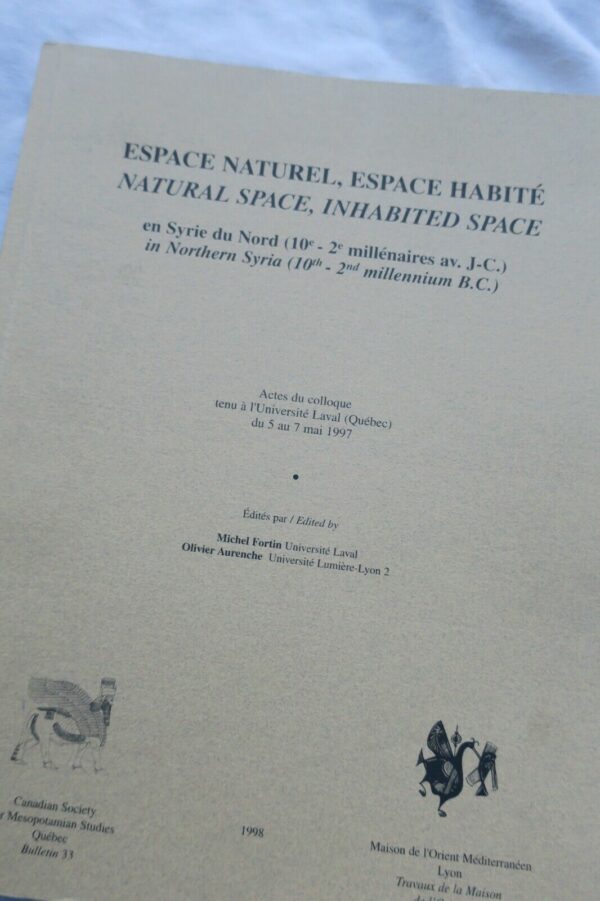 ESPACE NATUREL, ESPACE HABITÉ
NATURAL SPACE, INHABITED SPACE
en Syrie du Nord (10e - 2e millénaires av. J-C.)
in Northern Syria (10th - 2nd millennium B.C.)
Actes du colloque
tenu à l'Université Laval (Québec)
du 5 au 7 mai 1997
•
Édités par / Edited by
Michel Fortin Université Laval
Olivier Aurenche Université Lumière-Lyon 2
Canadian Society
Mesopotamian Studies
Québec
Bulletin 33
1998
Maison de l'Orient Méditerranéen
Lyon
Travaux de la Maison